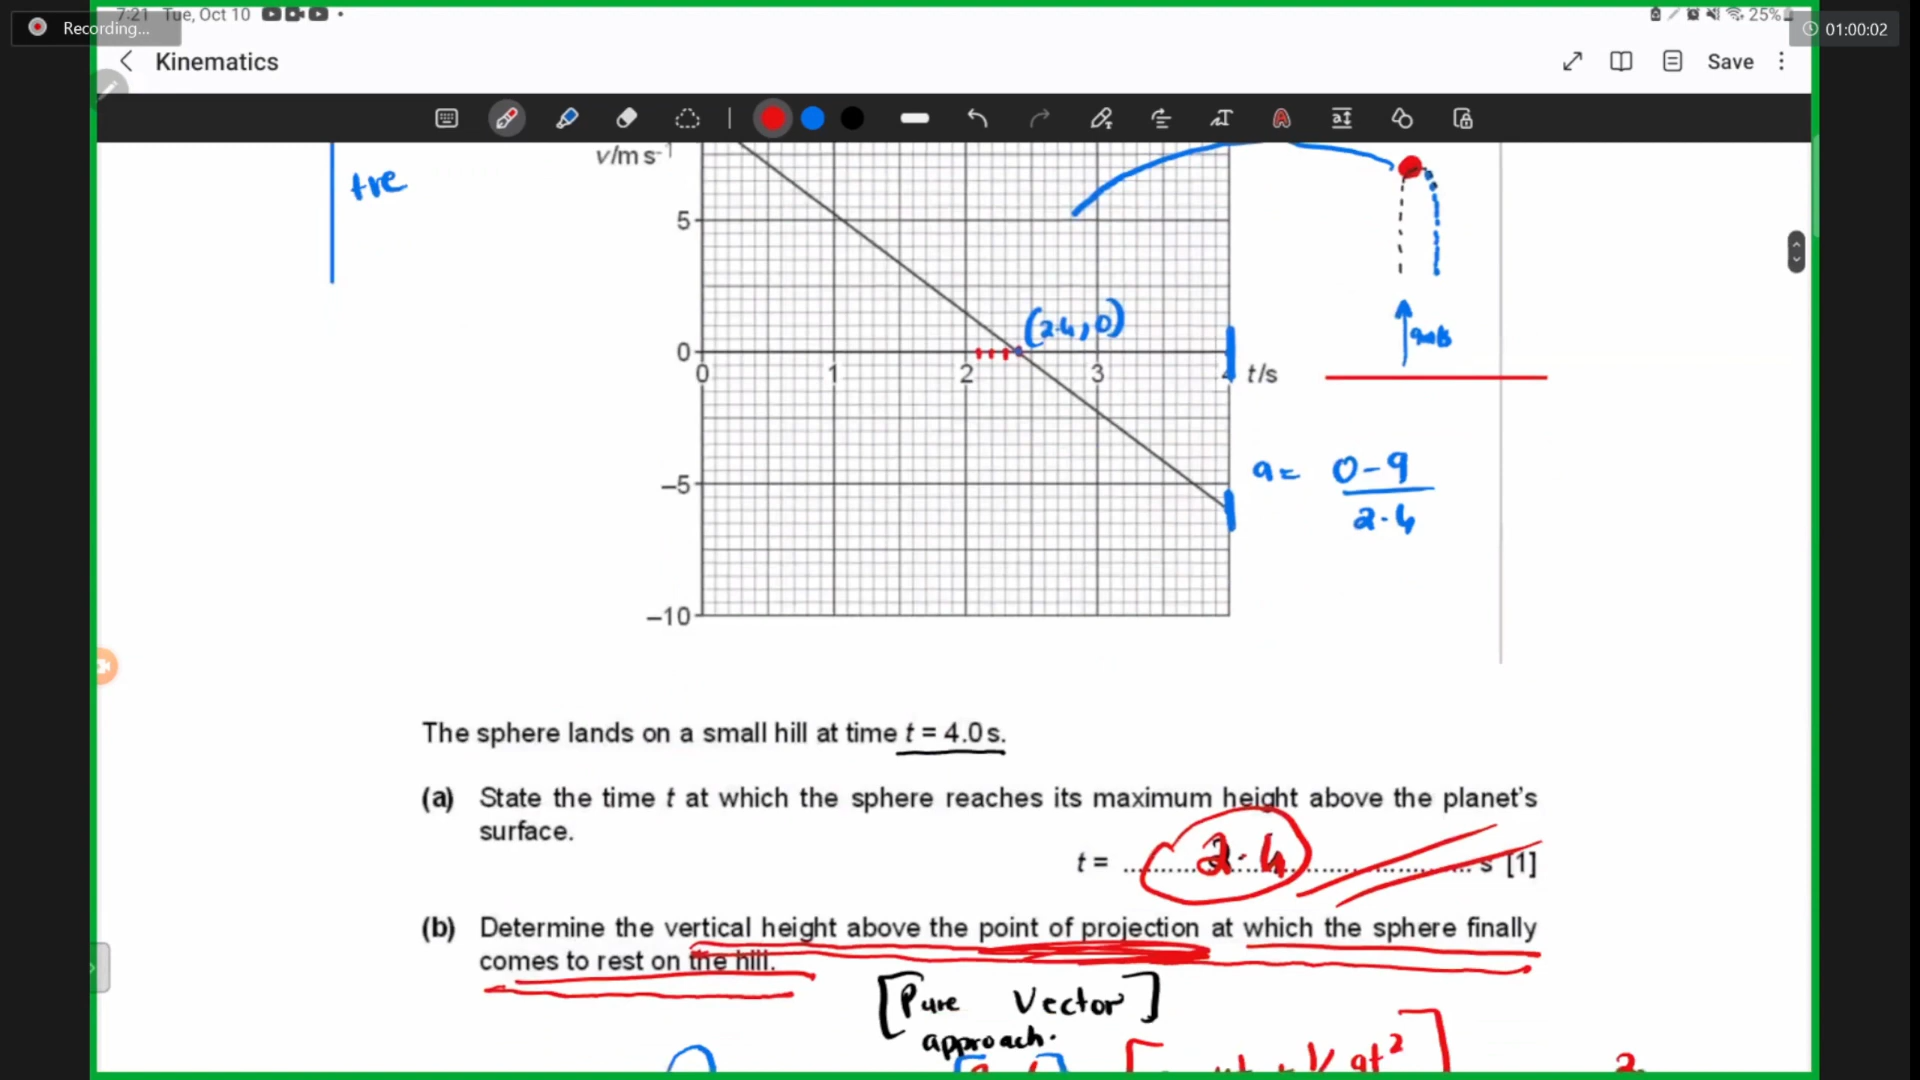 7:21 Tue, Oct 10
25%
Recording...
01:00:02
Kinematics
Save
v/m s⁻¹
+ve
5
(2.4, 0)
0
0 1 2 3 t/s
-5
a = 0-9
2.4
-10
The sphere lands on a small hill at time t = 4.0 s.
(a) State the time t at which the sphere reaches its maximum height above the planet's
surface.
t = .......... 2.4 .......... s [1]
(b) Determine the vertical height above the point of projection at which the sphere finally
comes to rest on the hill.
[Pure Vector]
approach.